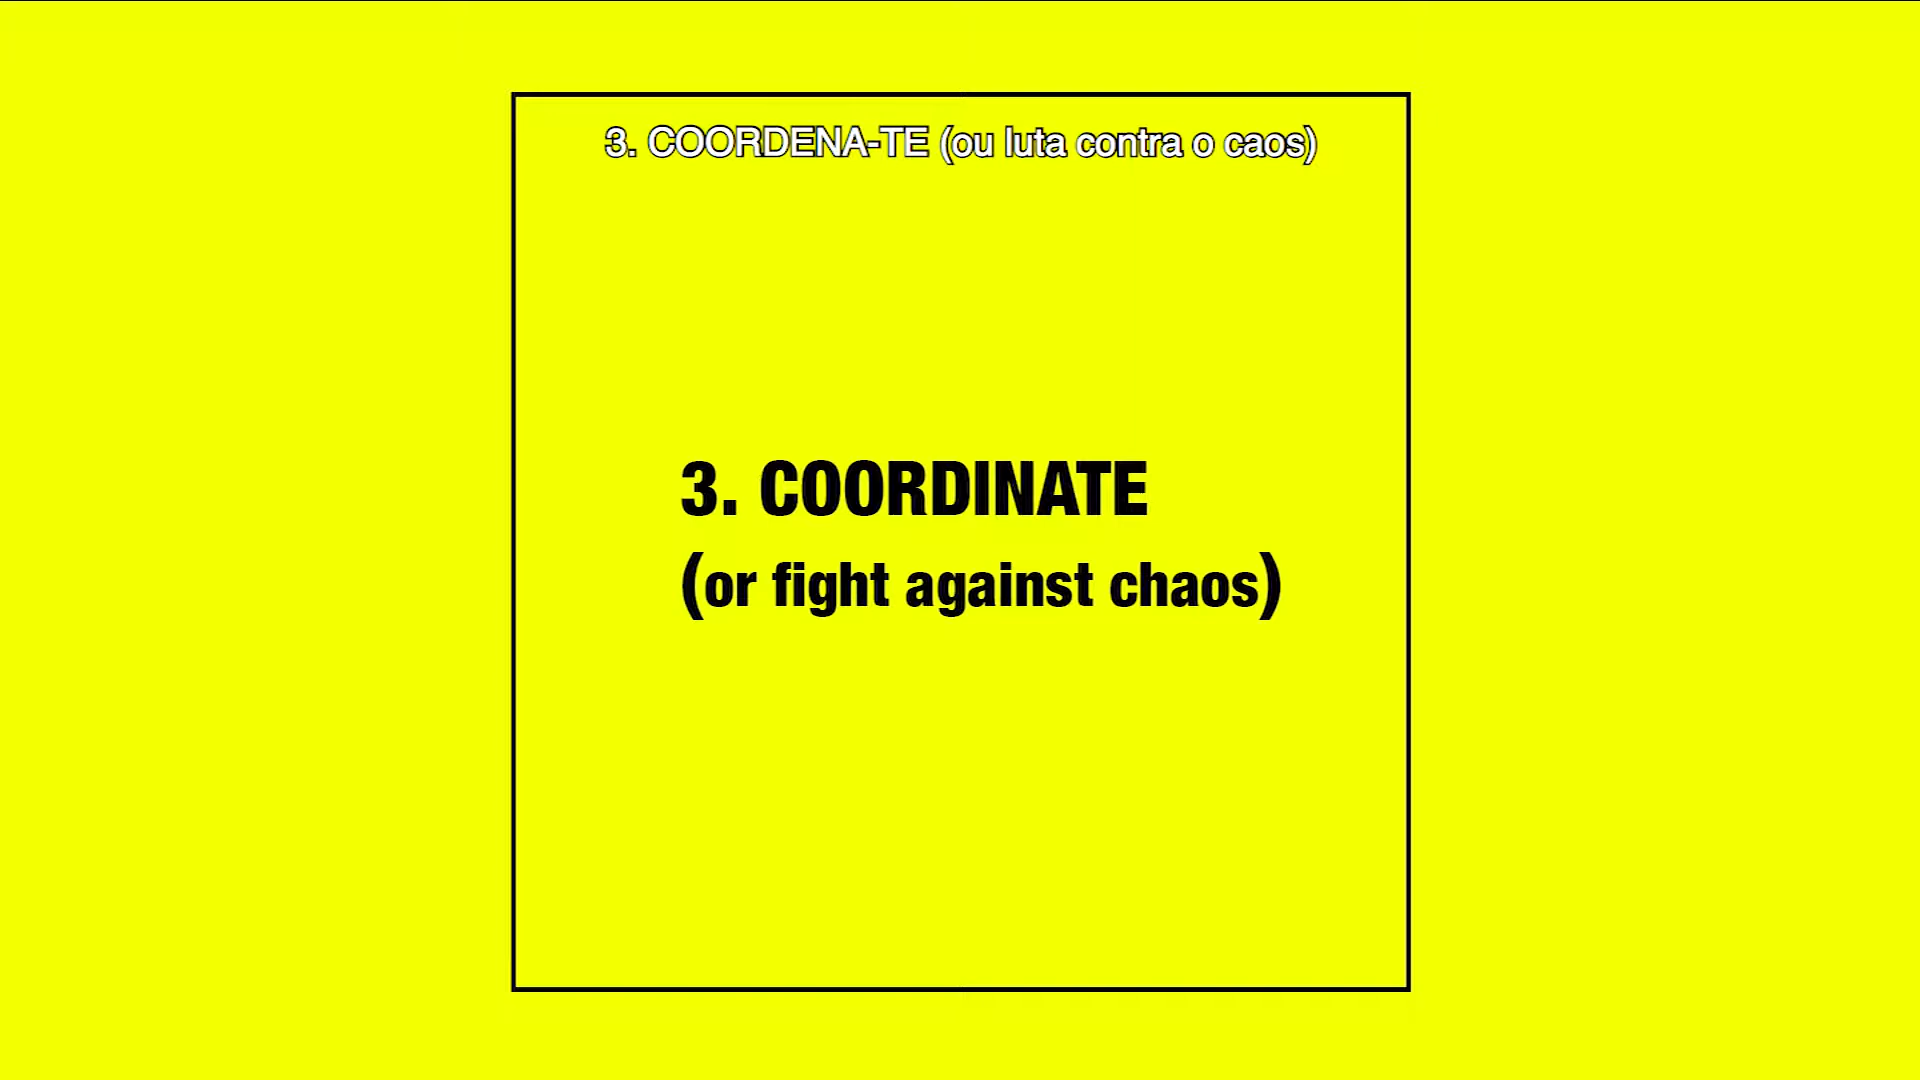 3. COORDENA-TE (ou luta contra o caos)
3. COORDINATE
(or fight against chaos)